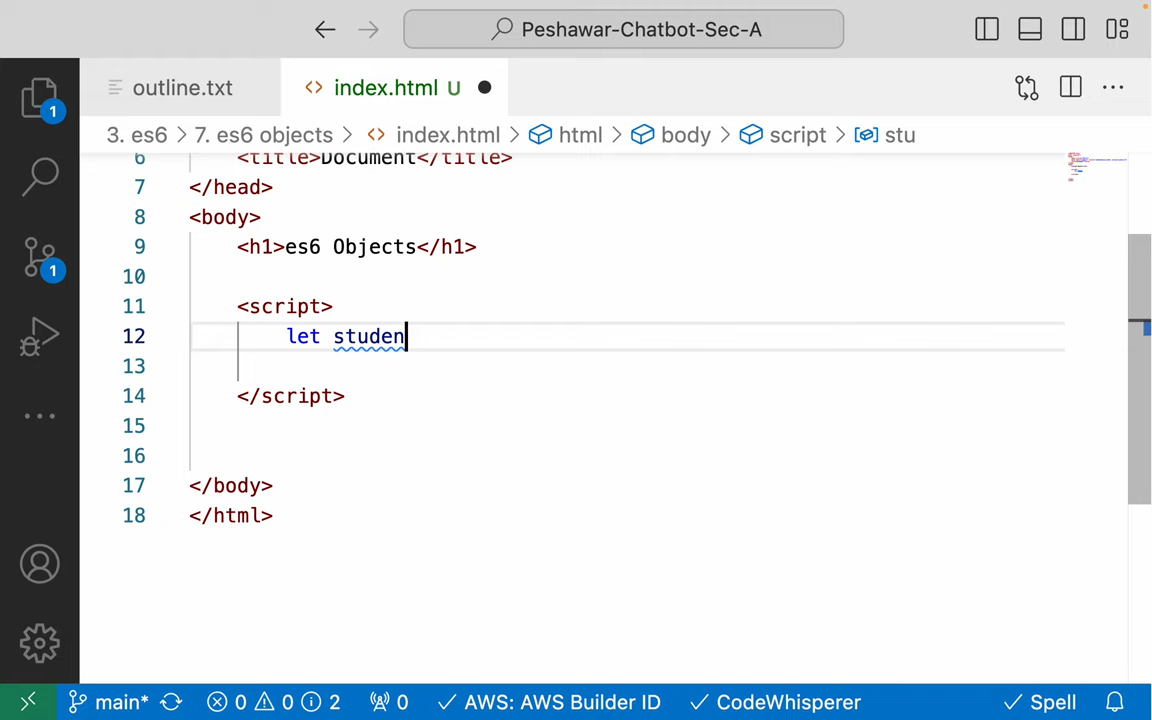 Peshawar-Chatbot-Sec-A
outline.txt
index.html U
3. es6 > 7. es6 objects > index.html > html > body > script > stu
6 <title>Document</title>
7 </head>
8 <body>
9 <h1>es6 Objects</h1>
10
11 <script>
12 let studen
13
14 </script>
15
16
17 </body>
18 </html>
1
1
main* 0 0 2 0 AWS: AWS Builder ID CodeWhisperer Spell